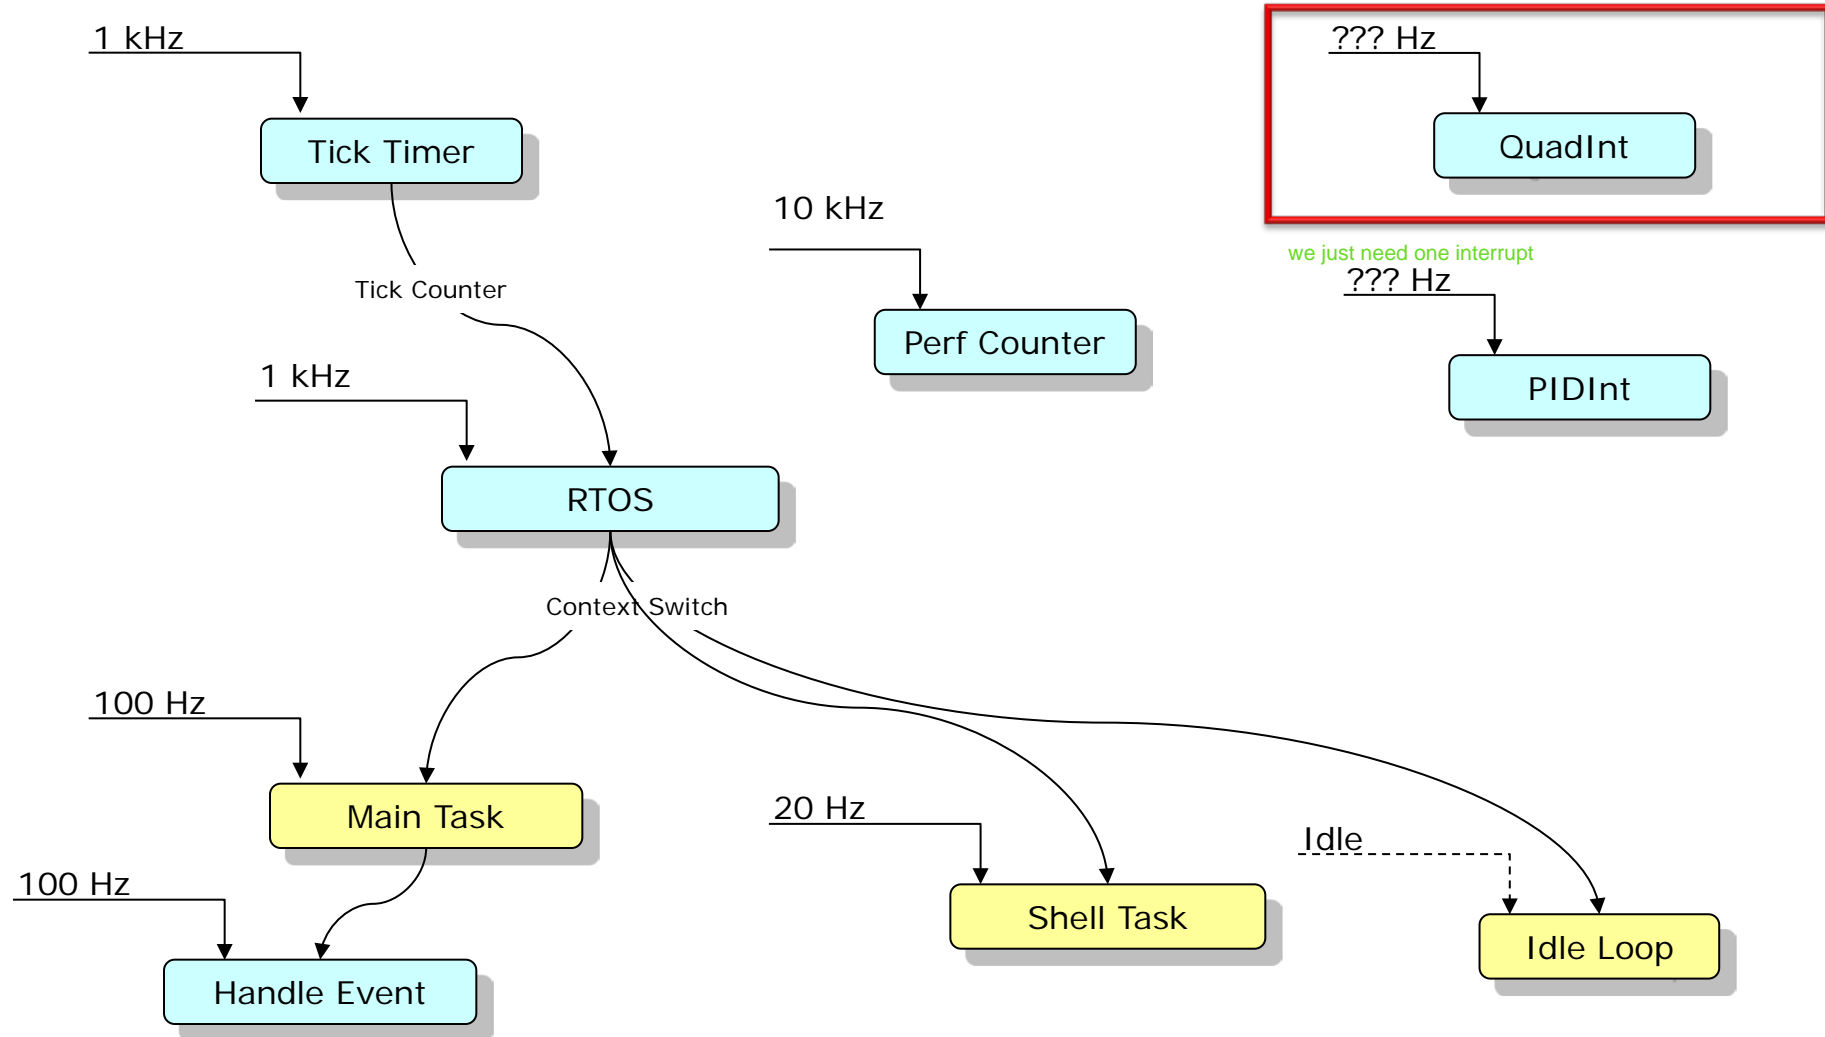 1 kHz
??? Hz
Tick Timer
QuadInt
10 kHz
we just need one interrupt
??? Hz
Tick Counter
Perf Counter
1 kHz
PIDInt
RTOS
Context Switch
100 Hz
20 Hz
Main Task
Idle
100 Hz
Shell Task
Idle Loop
Handle Event